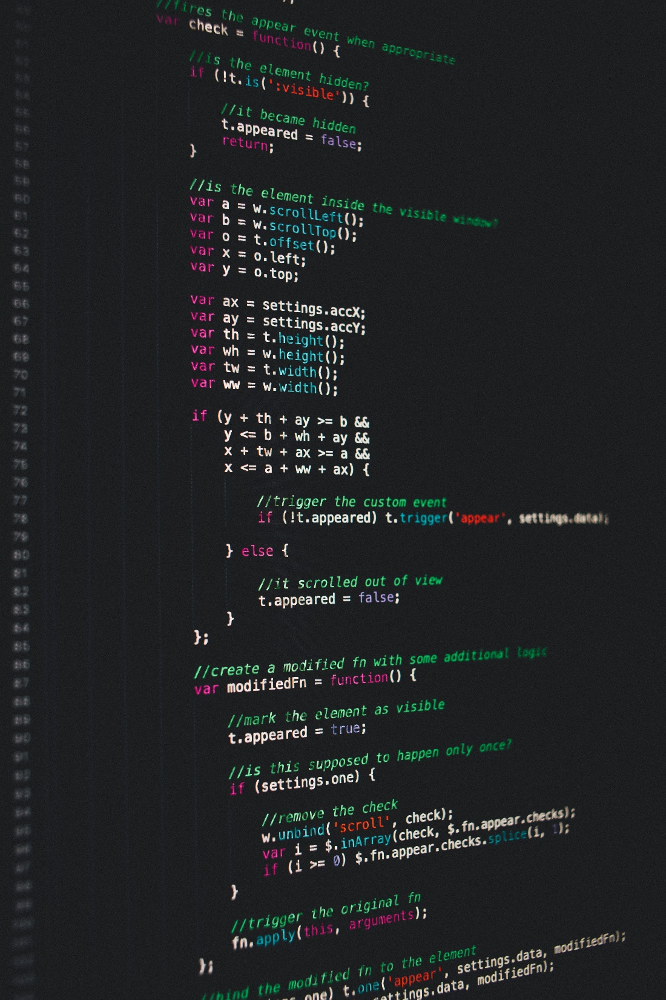 //fires the appear event when appropriate
var check = function() {
//is the element hidden?
if (!t.is(':visible')) {
//it became hidden
t.appeared = false;
return;
}
//is the element inside the visible window?
var a = w.scrollLeft();
var b = w.scrollTop();
var o = t.offset();
var x = o.left;
var y = o.top;
var ax = settings.accX;
var ay = settings.accY;
var th = t.height();
var wh = w.height();
var tw = t.width();
var ww = w.width();
if (y + th + ay >= b &&
y <= b + wh + ay &&
x + tw + ax >= a &&
x <= a + ww + ax) {
//trigger the custom event
if (!t.appeared) t.trigger('appear', settings.data);
} else {
//it scrolled out of view
t.appeared = false;
}
};
//create a modified fn with some additional logic
var modifiedFn = function() {
//mark the element as visible
t.appeared = true;
//is this supposed to happen only once?
if (settings.one) {
//remove the check
w.unbind('scroll', check);
var i = $.inArray(check, $.fn.appear.checks);
if (i >= 0) $.fn.appear.checks.splice(i, 1);
}
//trigger the original fn
fn.apply(this, arguments);
};
//bind the modified fn to the element
one) t.one('appear', settings.data, modifiedFn);
settings.data, modifiedFn);